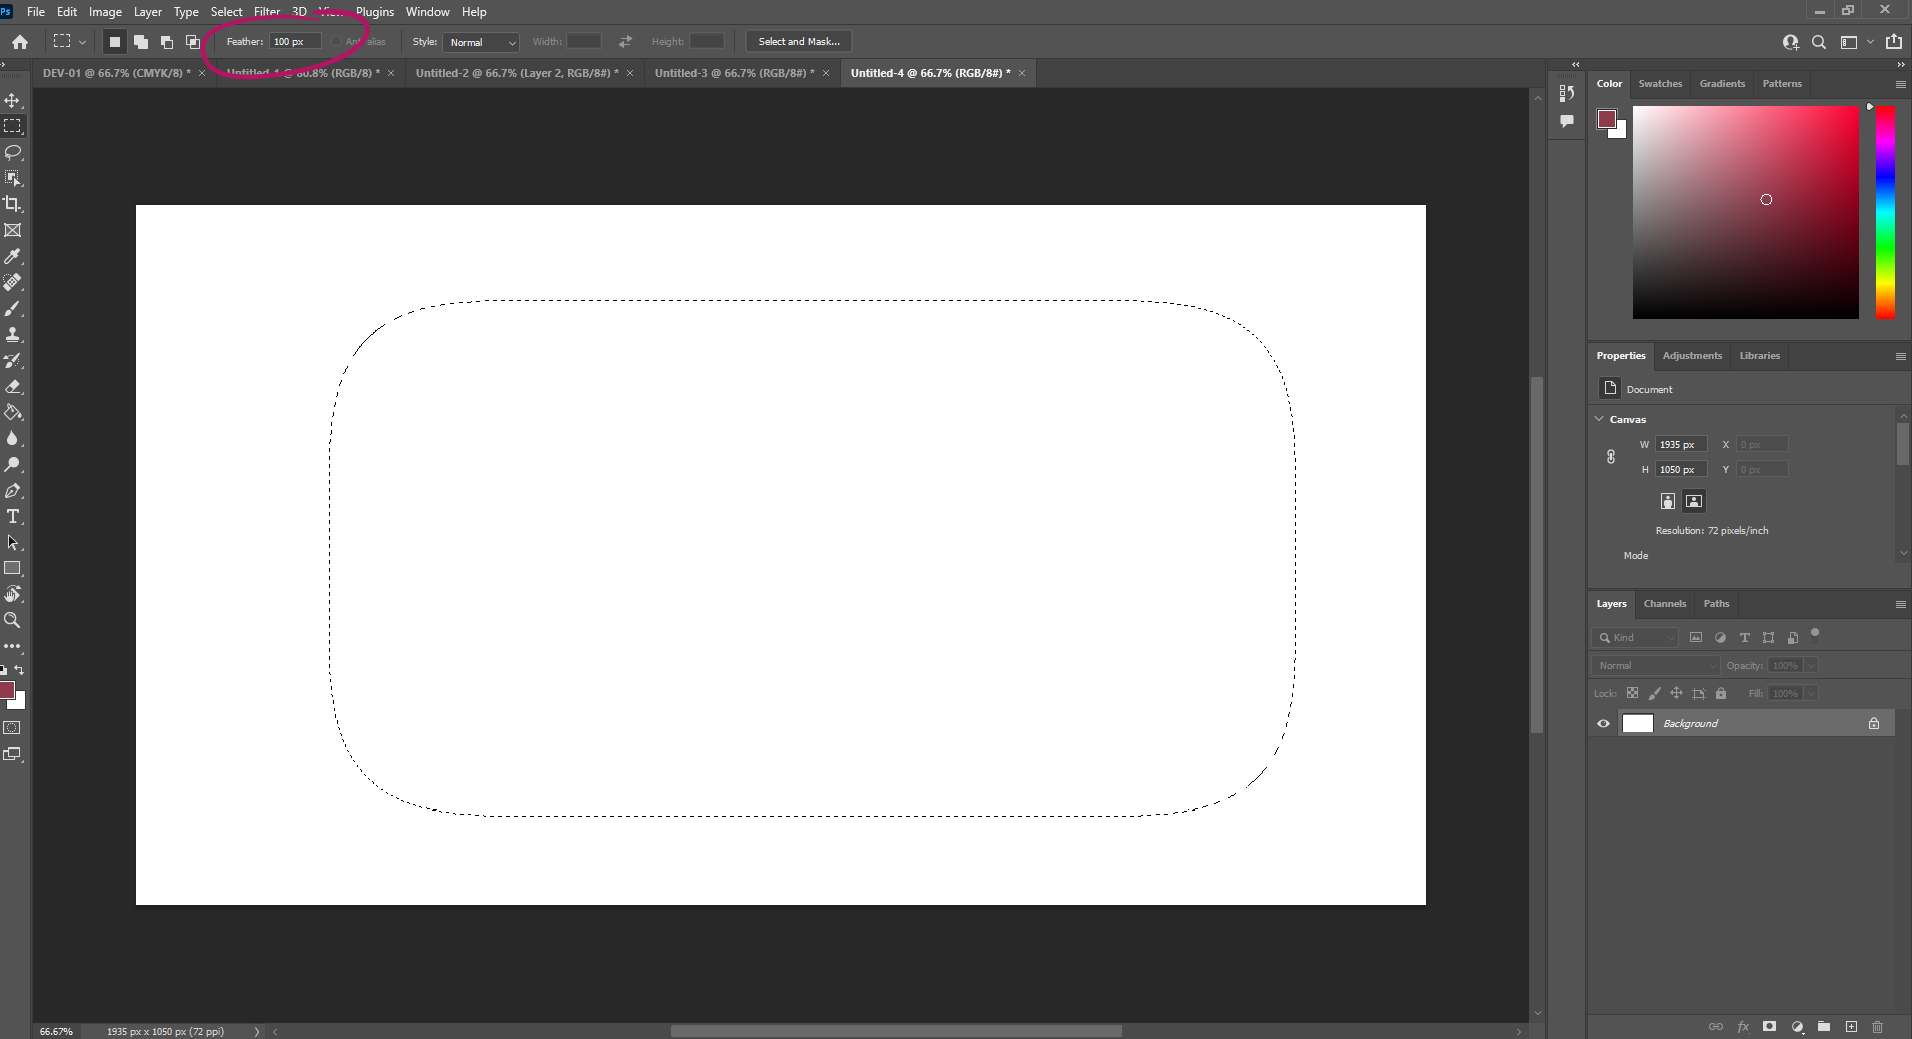 Ps File Edit Image Layer Type Select Filter 3D View Plugins Window Help
Feather: 100 px Anti-alias Style: Normal Width: Height: Select and Mask...
DEV-01 @ 66.7% (CMYK/8) * × Untitled-1 @ 80.8% (RGB/8) * × Untitled-2 @ 66.7% (Layer 2, RGB/8#) * × Untitled-3 @ 66.7% (RGB/8#) * × Untitled-4 @ 66.7% (RGB/8#) * ×
Color Swatches Gradients Patterns
Properties Adjustments Libraries
Document
Canvas
W 1935 px X 0 px
H 1050 px Y 0 px
Resolution: 72 pixels/inch
Mode
Layers Channels Paths
Kind
Normal Opacity: 100%
Lock: Fill: 100%
Background
fx
66.67% 1935 px x 1050 px (72 ppi)